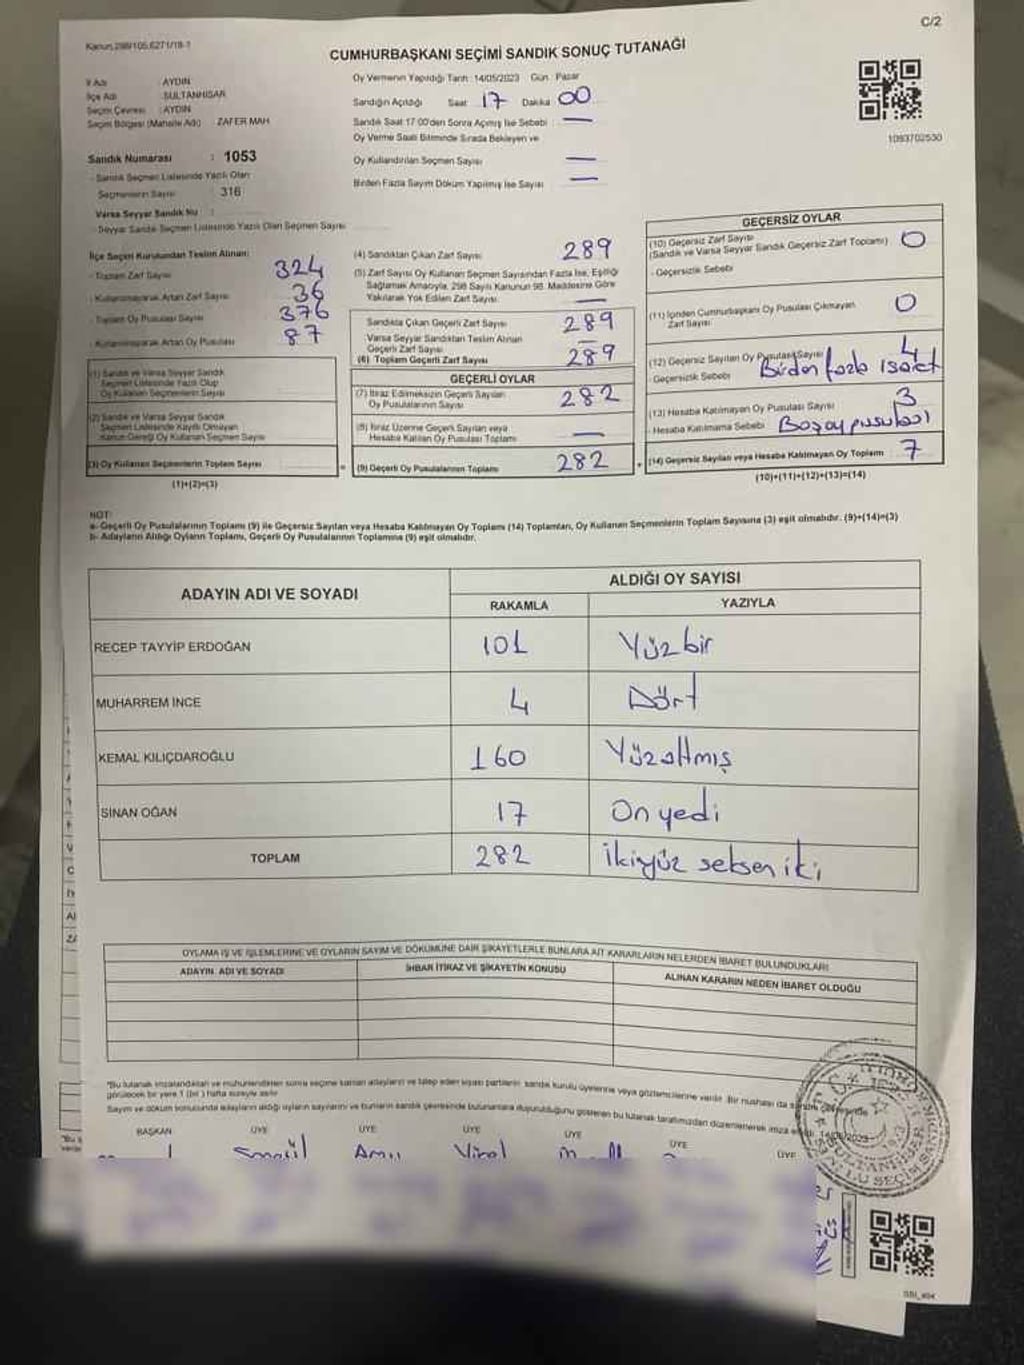 C/2
Kanun,298/105,6271/18-1
CUMHURBAŞKANI SEÇİMİ SANDIK SONUÇ TUTANAĞI
İl Adı : AYDIN
İlçe Adı : SULTANHİSAR
Seçim Çevresi : AYDIN
Seçim Bölgesi (Mahalle Adı) : ZAFER MAH
Sandık Numarası : 1053
- Sandık Seçmen Listesinde Yazılı Olan
Seçmenlerin Sayısı : 316
Varsa Seyyar Sandık No :
- Seyyar Sandık Seçmen Listesinde Yazılı Olan Seçmen Sayısı
Oy Vermenin Yapıldığı Tarih : 14/05/2023 Gün : Pazar
Sandığın Açıldığı Saat 17 Dakika 00
Sandık Saat 17:00'den Sonra Açılmış İse Sebebi —
Oy Verme Saati Bitiminde Sırada Bekleyen ve
Oy Kullandırılan Seçmen Sayısı —
Birden Fazla Sayım Döküm Yapılmış İse Sayısı —
1093702530
İlçe Seçim Kurulundan Teslim Alınan:
- Toplam Zarf Sayısı 324
- Kullanılmayarak Artan Zarf Sayısı 36
- Toplam Oy Pusulası Sayısı 376
- Kullanılmayarak Artan Oy Pusulası 87
(1) Sandık ve Varsa Seyyar Sandık
Seçmen Listesinde Yazılı Olup
Oy Kullanan Seçmen Sayısı
(2) Sandık ve Varsa Seyyar Sandık
Seçmen Listesinde Kayıtlı Olmayan
Kanun Gereği Oy Kullanan Seçmen Sayısı
(3) Oy Kullanan Seçmenlerin Toplam Sayısı
(1)+(2)=(3)
(4) Sandıktan Çıkan Zarf Sayısı 289
(5) Zarf Sayısı Oy Kullanan Seçmen Sayısından Fazla İse, Eşitliği
Sağlamak Amacıyla, 298 Sayılı Kanunun 98. Maddesine Göre
Yakılarak Yok Edilen Zarf Sayısı —
Sandıkta Çıkan Geçerli Zarf Sayısı 289
Varsa Seyyar Sandıktan Teslim Alınan
Geçerli Zarf Sayısı —
(6) Toplam Geçerli Zarf Sayısı 289
GEÇERLİ OYLAR
(7) İtiraz Edilmeksizin Geçerli Sayılan
Oy Pusulalarının Sayısı 282
(8) İtiraz Üzerine Geçerli Sayılan veya
Hesaba Katılan Oy Pusulası Toplamı —
= (9) Geçerli Oy Pusulalarının Toplamı 282 +
GEÇERSİZ OYLAR
(10) Geçersiz Zarf Sayısı
(Sandık ve Varsa Seyyar Sandık Geçersiz Zarf Toplamı) 0
- Geçersizlik Sebebi
(11) İçinden Cumhurbaşkanı Oy Pusulası Çıkmayan
Zarf Sayısı 0
(12) Geçersiz Sayılan Oy Pusulası Sayısı 4
- Geçersizlik Sebebi Birden fazla işaret
(13) Hesaba Katılmayan Oy Pusulası Sayısı 3
- Hesaba Katılmama Sebebi Boş oy pusulası
(14) Geçersiz Sayılan veya Hesaba Katılmayan Oy Toplamı 7
(10)+(11)+(12)+(13)=(14)
NOT:
a- Geçerli Oy Pusulalarının Toplamı (9) ile Geçersiz Sayılan veya Hesaba Katılmayan Oy Toplamı (14) Toplamları, Oy Kullanan Seçmenlerin Toplam Sayısına (3) eşit olmalıdır. (9)+(14)=(3)
b- Adayların Aldığı Oyların Toplamı, Geçerli Oy Pusulalarının Toplamına (9) eşit olmalıdır.
ADAYIN ADI VE SOYADI
ALDIĞI OY SAYISI
RAKAMLA YAZIYLA
RECEP TAYYİP ERDOĞAN 101 Yüzbir
MUHARREM İNCE 4 Dört
KEMAL KILIÇDAROĞLU 160 Yüzaltmış
SİNAN OĞAN 17 Onyedi
TOPLAM 282 ikiyüz seksen iki
OYLAMA İŞ VE İŞLEMLERİNE VE OYLARIN SAYIM VE DÖKÜMÜNE DAİR ŞİKAYETLERLE BUNLARA AİT KARARLARIN NELERDEN İBARET BULUNDUKLARI
ADAYIN ADI VE SOYADI İHBAR İTİRAZ VE ŞİKAYETİN KONUSU ALINAN KARARIN NEDEN İBARET OLDUĞU
*Bu tutanak imzalandıktan ve mühürlendikten sonra seçime katılan adayların ve talep eden siyasi partilerin sandık kurulu üyelerine veya gözlemcilerine verilir. Bir nüshası da sandık çevresinde
görülecek bir yere 1 (bir) hafta süreyle asılır.
Sayım ve döküm sonucunda adayların aldığı oyların sayılarını ve bunların sandık çevresinde bulunanlara duyurulduğunu gösteren bu tutanak tarafımızdan düzenlenerek imza edildi. 14/05/2023
BAŞKAN ÜYE ÜYE ÜYE ÜYE ÜYE ÜYE